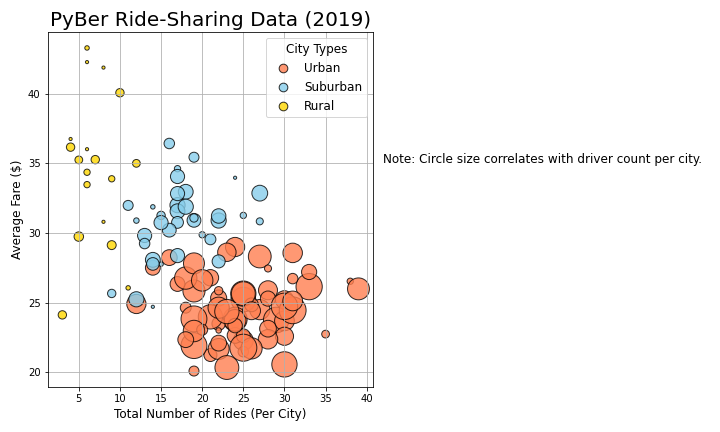 PyBer Ride-Sharing Data (2019)
City Types
Urban
Suburban
Rural
Note: Circle size correlates with driver count per city.
Average Fare ($)
40
35
30
25
20
5 10 15 20 25 30 35 40
Total Number of Rides (Per City)